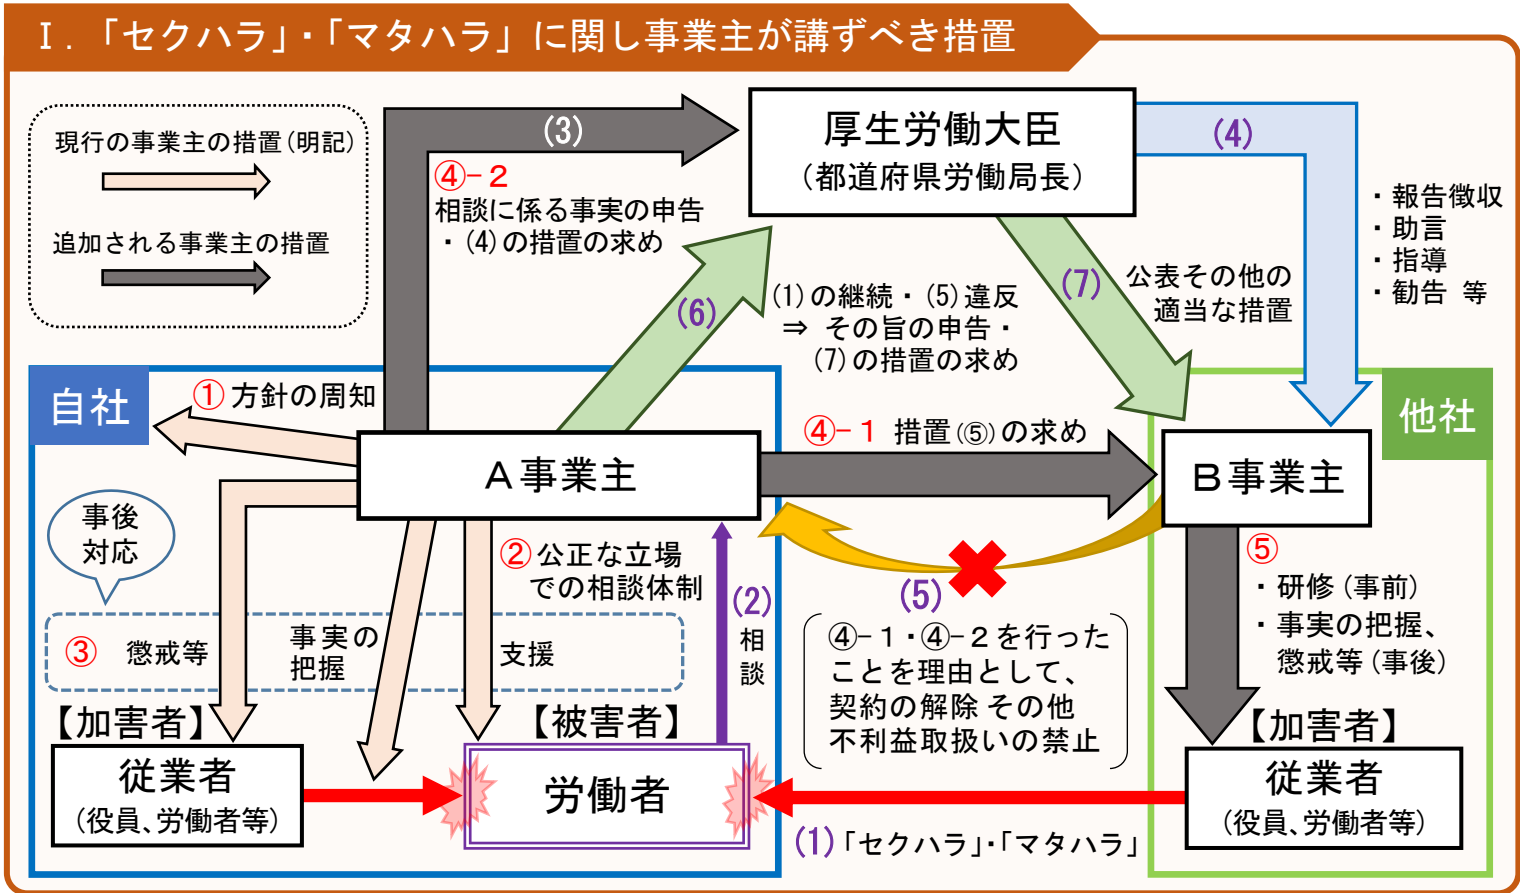 Ⅰ．「セクハラ」・「マタハラ」に関し事業主が講ずべき措置
現行の事業主の措置(明記)
追加される事業主の措置
(3)
④-２
相談に係る事実の申告
・(4)の措置の求め
厚生労働大臣
(都道府県労働局長)
(4)
・報告徴収
・助言
・指導
・勧告 等
(6)
(1)の継続・(5)違反
⇒ その旨の申告・
(7)の措置の求め
(7)
公表その他の
適当な措置
自社
①方針の周知
Ａ事業主
④-１ 措置(⑤)の求め
他社
Ｂ事業主
事後
対応
②公正な立場
での相談体制
(2)
相
談
③ 懲戒等
事実の
把握
支援
(5)
④-１・④-２を行った
ことを理由として、
契約の解除その他
不利益取扱いの禁止
⑤
・研修(事前)
・事実の把握、
懲戒等(事後)
【加害者】
従業者
(役員、労働者等)
【被害者】
労働者
【加害者】
従業者
(役員、労働者等)
(1)「セクハラ」・「マタハラ」